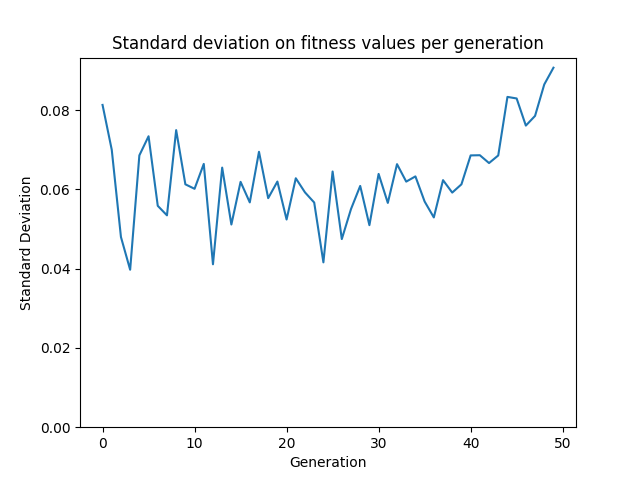 Standard deviation on fitness values per generation
Standard Deviation
0.08
0.06
0.04
0.02
0.00
0 10 20 30 40 50
Generation